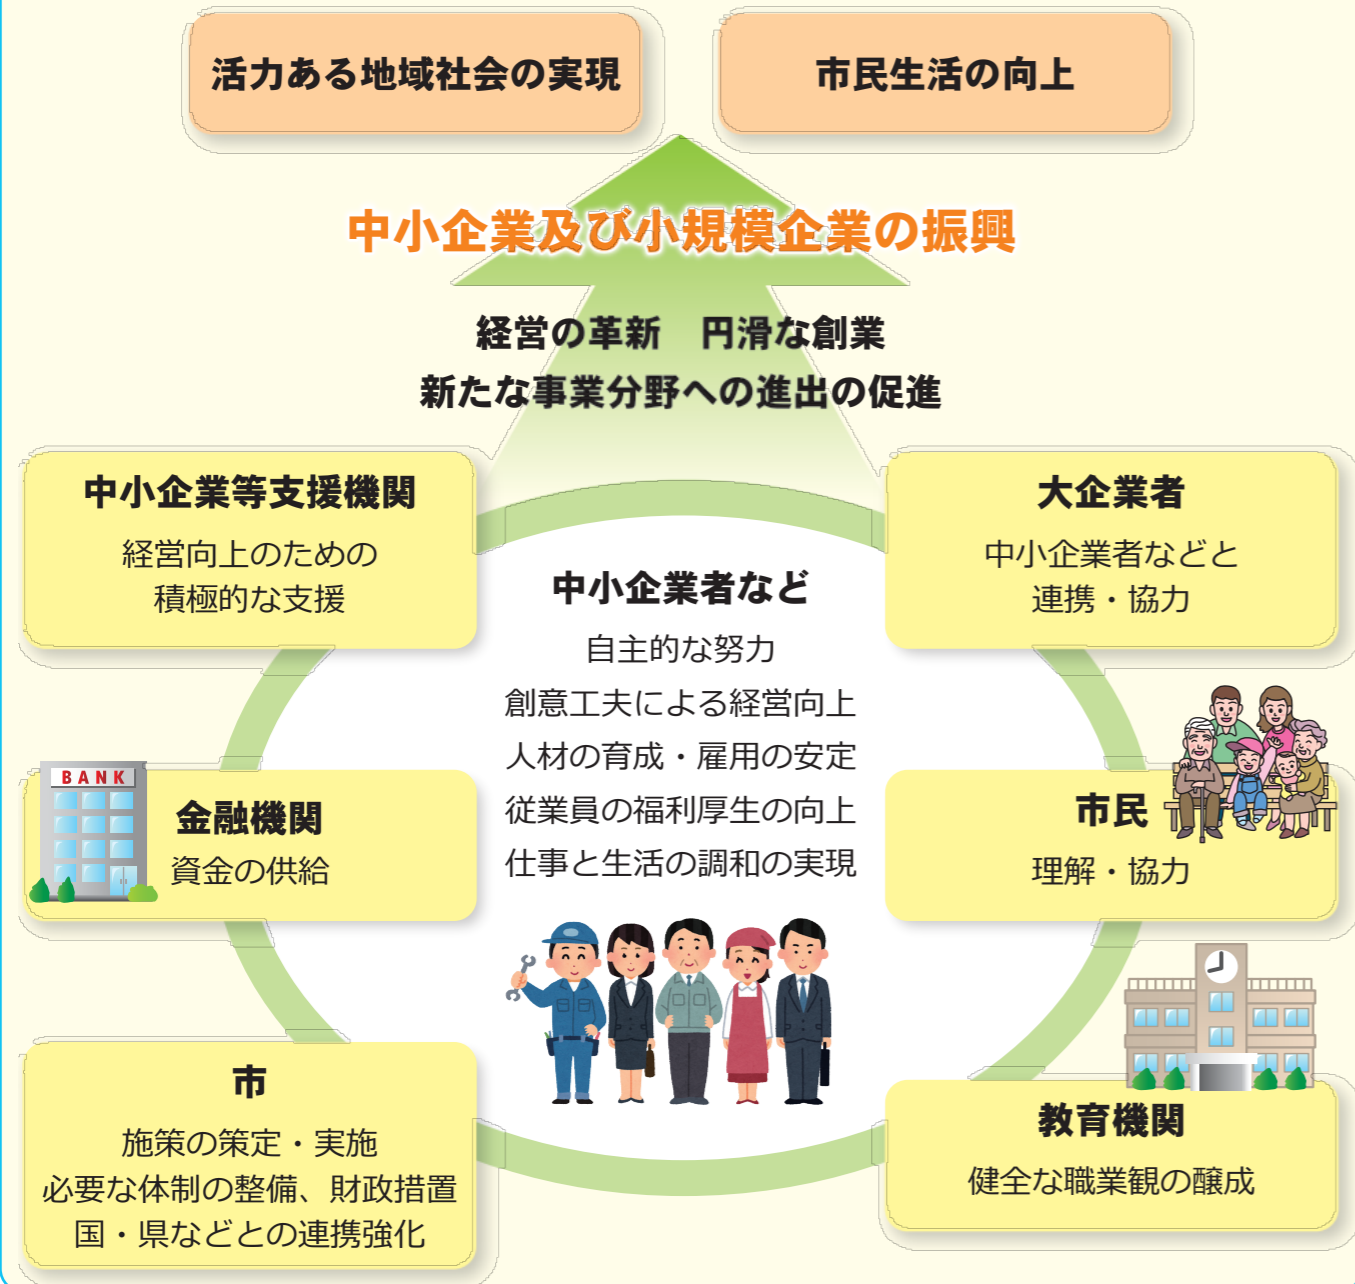 活力ある地域社会の実現
市民生活の向上
中小企業及び小規模企業の振興
経営の革新　円滑な創業
新たな事業分野への進出の促進
中小企業等支援機関
経営向上のための
積極的な支援
大企業者
中小企業者などと
連携・協力
中小企業者など
自主的な努力
創意工夫による経営向上
人材の育成・雇用の安定
従業員の福利厚生の向上
仕事と生活の調和の実現
BANK
金融機関
資金の供給
市民
理解・協力
市
施策の策定・実施
必要な体制の整備、財政措置
国・県などとの連携強化
教育機関
健全な職業観の醸成